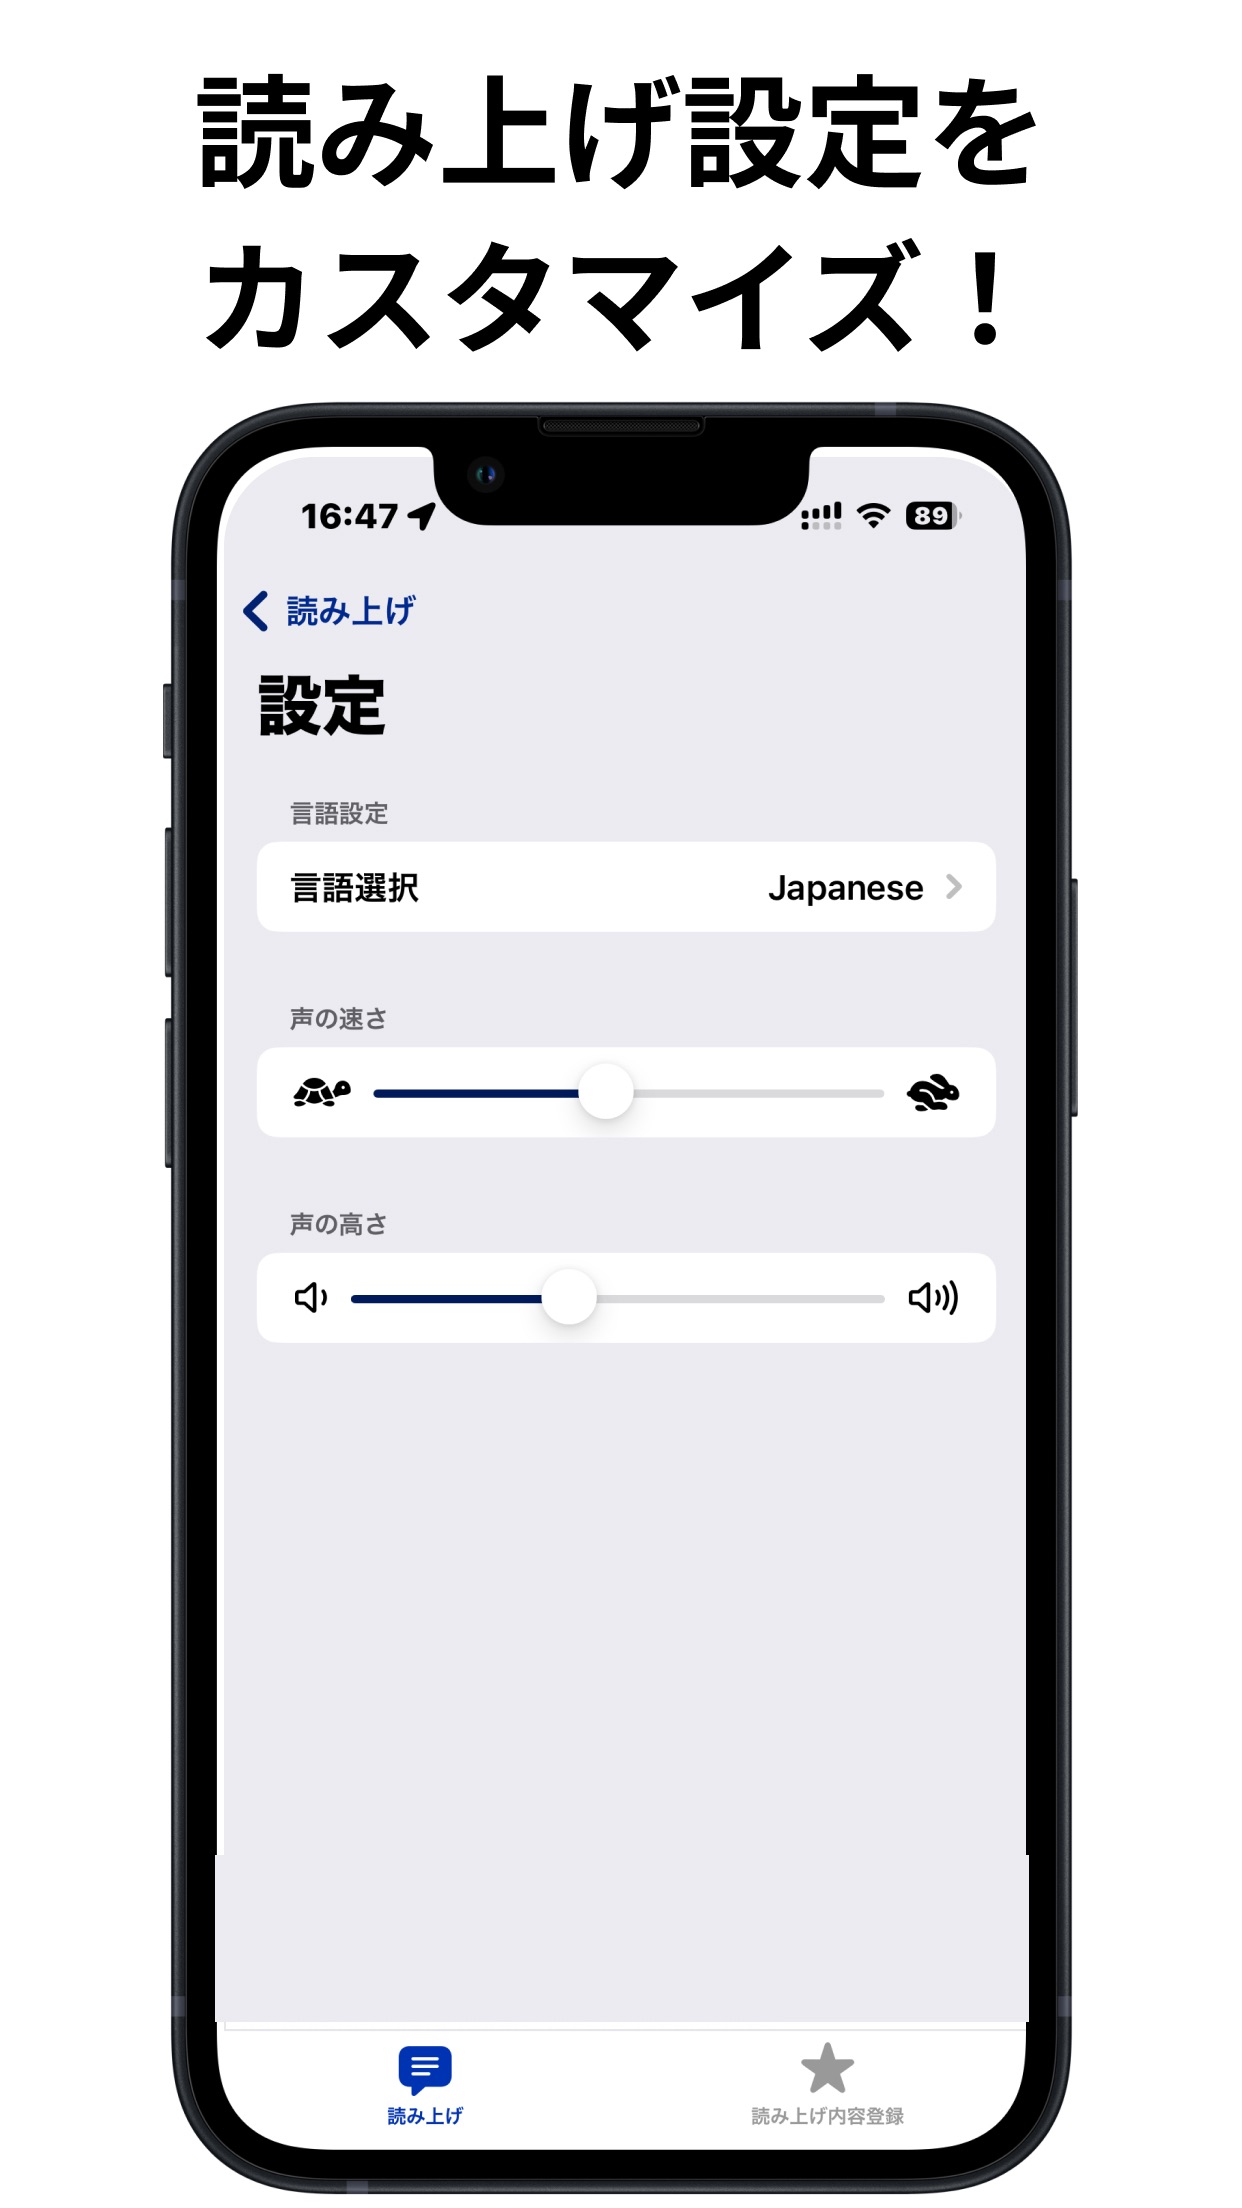 読み上げ設定を
カスタマイズ！
16:47
89
読み上げ
設定
言語設定
言語選択 Japanese
声の速さ
声の高さ
読み上げ 読み上げ内容登録